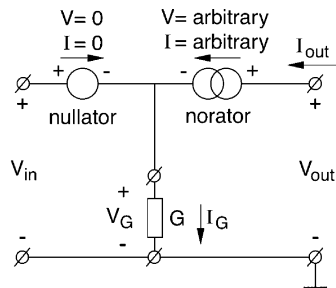 V = 0 V = arbitrary
I = 0 I = arbitrary I_out
+ - - +
nullator norator
+ +
V_in + V_out
V_G G I_G
-
- -